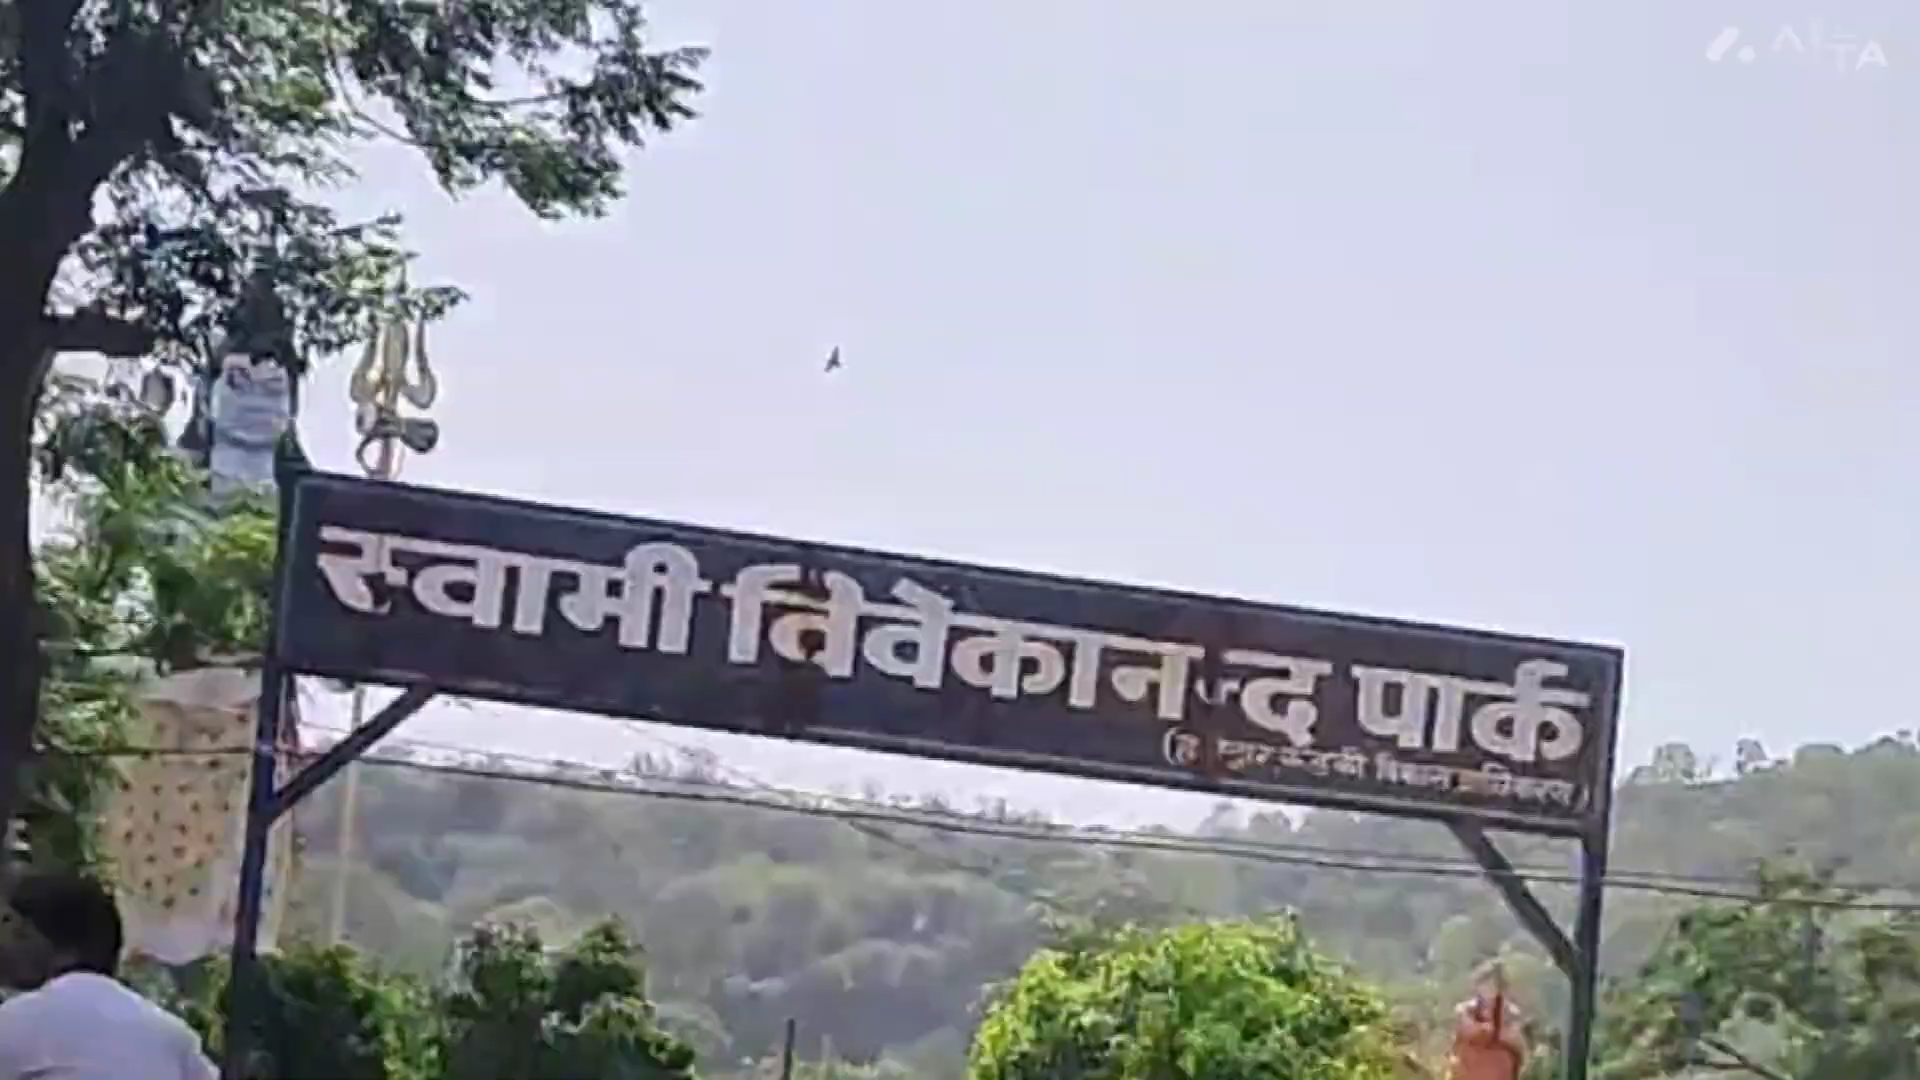 स्वामी विवेकानन्द पार्क
(ह रुड़की विकास